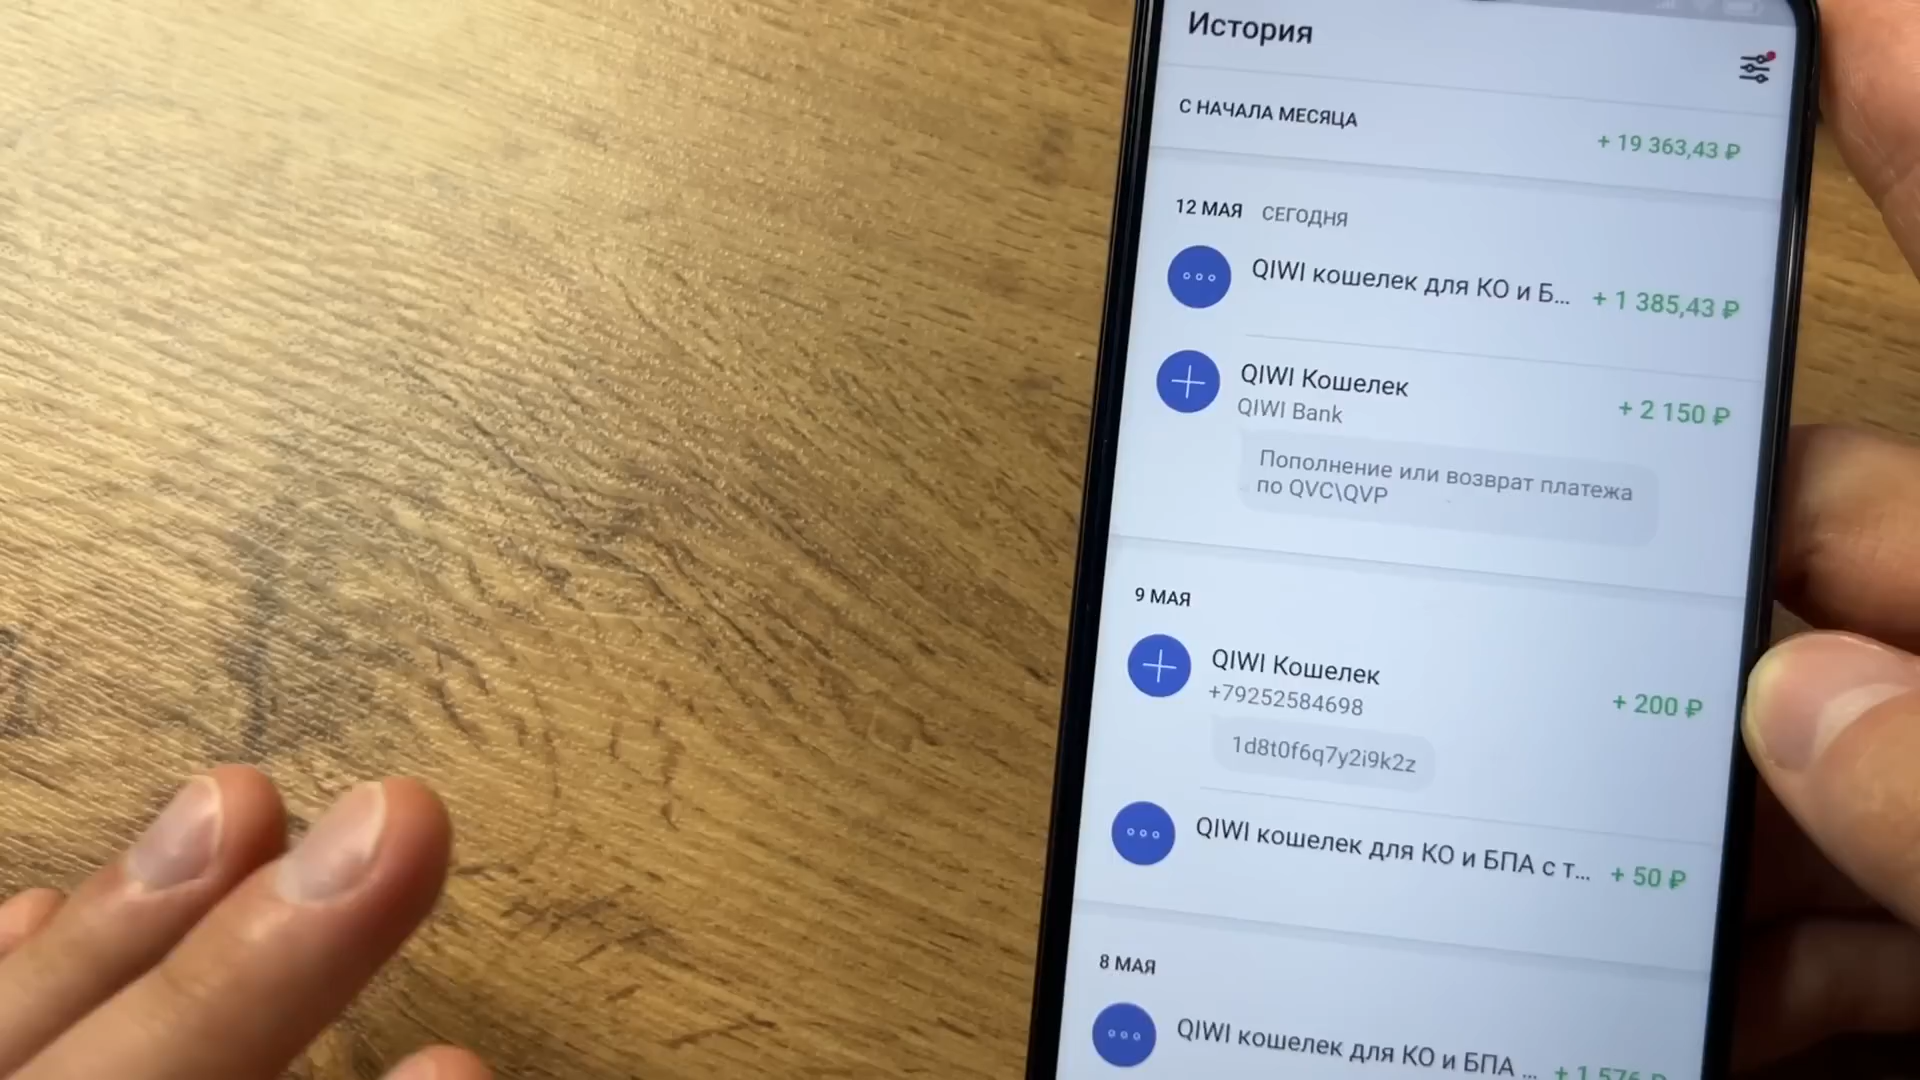 История
С НАЧАЛА МЕСЯЦА
+ 19 363,43 ₽
12 МАЯ СЕГОДНЯ
QIWI кошелек для КО и Б... + 1 385,43 ₽
QIWI Кошелек
QIWI Bank
+ 2 150 ₽
Пополнение или возврат платежа
по QVC\QVP
9 МАЯ
QIWI Кошелек
+79252584698
+ 200 ₽
1d8t0f6q7y2i9k2z
QIWI кошелек для КО и БПА с т... + 50 ₽
8 МАЯ
QIWI кошелек для КО и БПА ... + 1 576 ₽